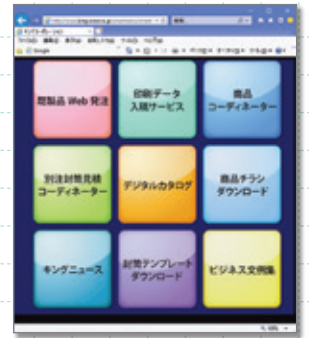 既製品 Web 発注
印刷データ
入稿サービス
商品
コーディネーター
別注封筒見積
コーディネーター
デジタルカタログ
商品チラシ
ダウンロード
キングニュース
封筒テンプレート
ダウンロード
ビジネス文例集